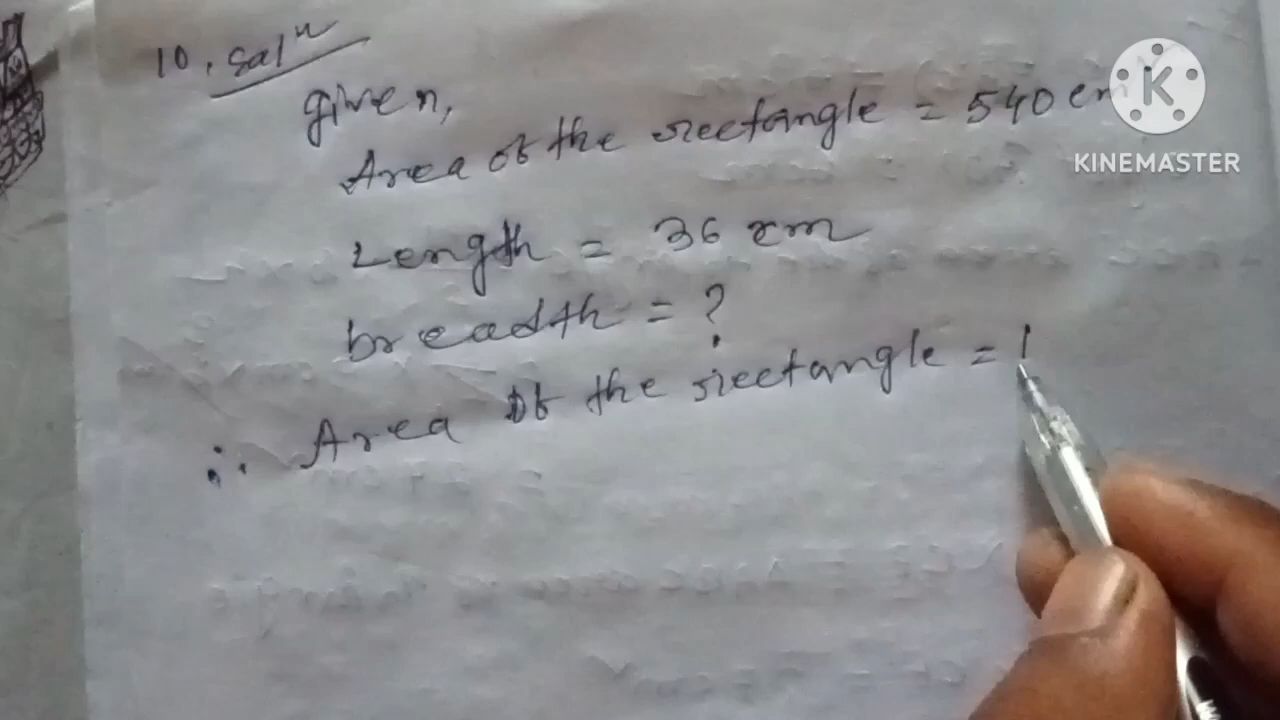 10. Solⁿ
given,
Area of the rectangle = 540 cm
Length = 36 cm
breadth = ?
∴ Area of the rectangle = l
K
KINEMASTER